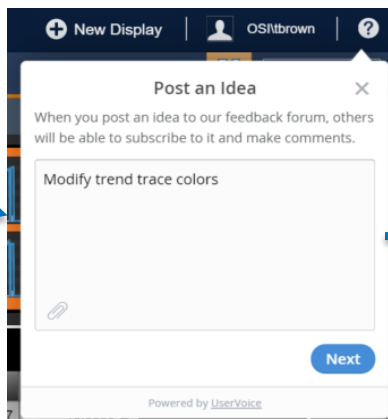 New Display
OSI\tbrown
?
Post an Idea
When you post an idea to our feedback forum, others
will be able to subscribe to it and make comments.
Modify trend trace colors
Next
Powered by UserVoice
7